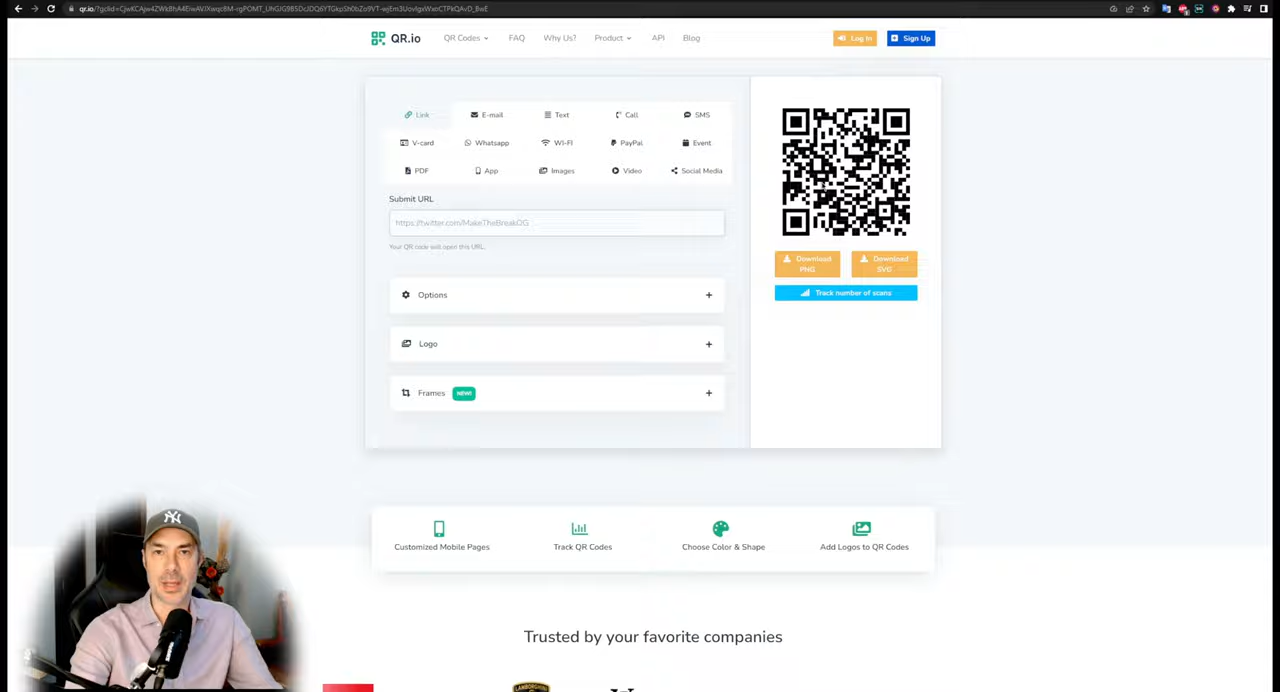 QR.io
QR Codes
FAQ
Why Us?
Product
API
Blog
Log In
Sign Up
Link
E-mail
Text
Call
SMS
V-card
Whatsapp
WI-FI
PayPal
Event
PDF
App
Images
Video
Social Media
Submit URL
https://twitter.com/MakeTheBreakOG
Your QR code will open this URL.
Options
Logo
Frames NEW!
Download
PNG
Download
SVG
Track number of scans
Customized Mobile Pages
Track QR Codes
Choose Color & Shape
Add Logos to QR Codes
Trusted by your favorite companies
LAMBORGHINI